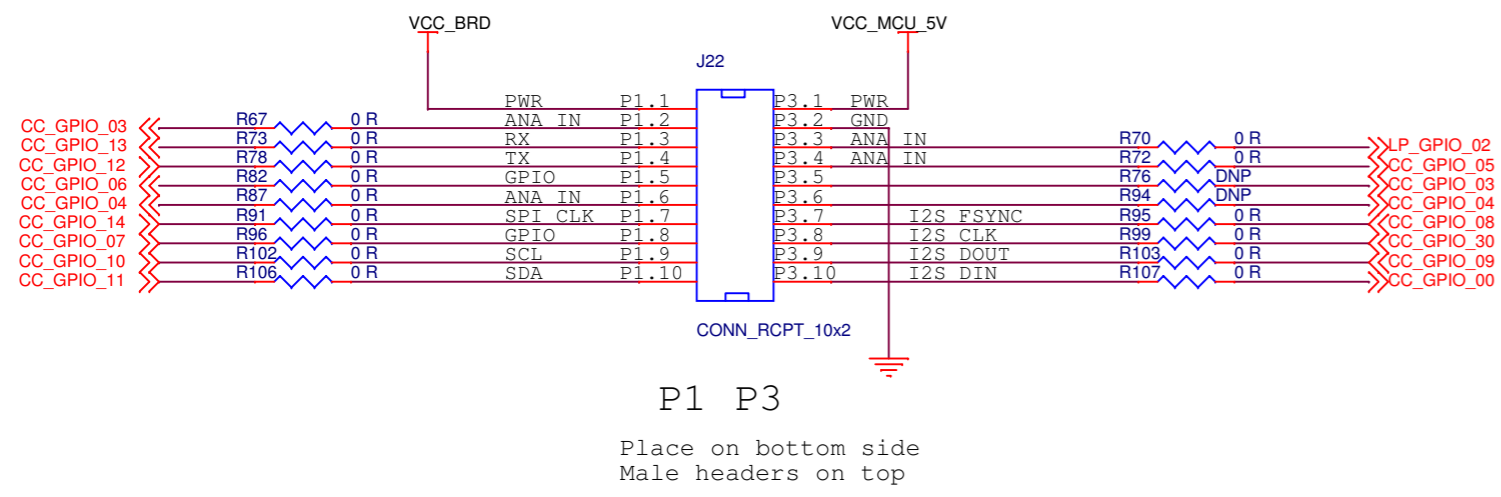 VCC_BRD VCC_MCU_5V
J22
PWR P1.1 P3.1 PWR
CC_GPIO_03 R67 0 R ANA IN P1.2 P3.2 GND
CC_GPIO_13 R73 0 R RX P1.3 P3.3 ANA IN R70 0 R LP_GPIO_02
CC_GPIO_12 R78 0 R TX P1.4 P3.4 ANA IN R72 0 R CC_GPIO_05
CC_GPIO_06 R82 0 R GPIO P1.5 P3.5 R76 DNP CC_GPIO_03
CC_GPIO_04 R87 0 R ANA IN P1.6 P3.6 R94 DNP CC_GPIO_04
CC_GPIO_14 R91 0 R SPI CLK P1.7 P3.7 I2S FSYNC R95 0 R CC_GPIO_08
CC_GPIO_07 R96 0 R GPIO P1.8 P3.8 I2S CLK R99 0 R CC_GPIO_30
CC_GPIO_10 R102 0 R SCL P1.9 P3.9 I2S DOUT R103 0 R CC_GPIO_09
CC_GPIO_11 R106 0 R SDA P1.10 P3.10 I2S DIN R107 0 R CC_GPIO_00
CONN_RCPT_10x2
P1 P3
Place on bottom side
Male headers on top